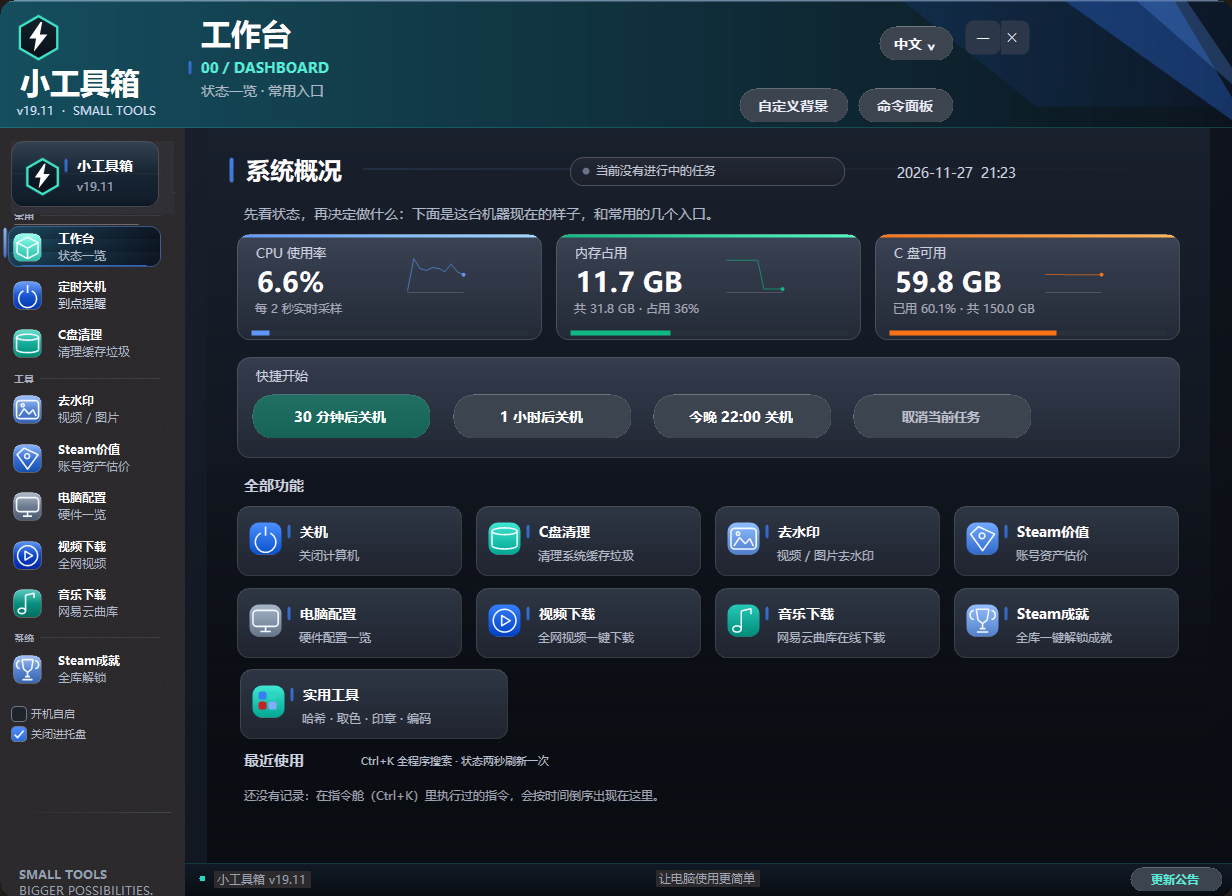 小工具箱
v19.11 · SMALL TOOLS
工作台
00 / DASHBOARD
状态一览 · 常用入口
中文
自定义背景
命令面板
小工具箱
v19.11
常用
工作台
状态一览
定时关机
到点提醒
C盘清理
清理缓存垃圾
工具
去水印
视频 / 图片
Steam价值
账号资产估价
电脑配置
硬件一览
视频下载
全网视频
音乐下载
网易云曲库
系统
Steam成就
全库解锁
开机自启
关闭进托盘
SMALL TOOLS
BIGGER POSSIBILITIES.
系统概况
当前没有进行中的任务
2026-11-27 21:23
先看状态，再决定做什么：下面是这台机器现在的样子，和常用的几个入口。
CPU 使用率
6.6%
每 2 秒实时采样
内存占用
11.7 GB
共 31.8 GB · 占用 36%
C 盘可用
59.8 GB
已用 60.1% · 共 150.0 GB
快捷开始
30 分钟后关机
1 小时后关机
今晚 22:00 关机
取消当前任务
全部功能
关机
关闭计算机
C盘清理
清理系统缓存垃圾
去水印
视频 / 图片去水印
Steam价值
账号资产估价
电脑配置
硬件配置一览
视频下载
全网视频一键下载
音乐下载
网易云曲库在线下载
Steam成就
全库一键解锁成就
实用工具
哈希 · 取色 · 印章 · 编码
最近使用
Ctrl+K 全程序搜索 · 状态两秒刷新一次
还没有记录：在指令舱（Ctrl+K）里执行过的指令，会按时间倒序出现在这里。
小工具箱 v19.11
让电脑使用更简单
更新公告